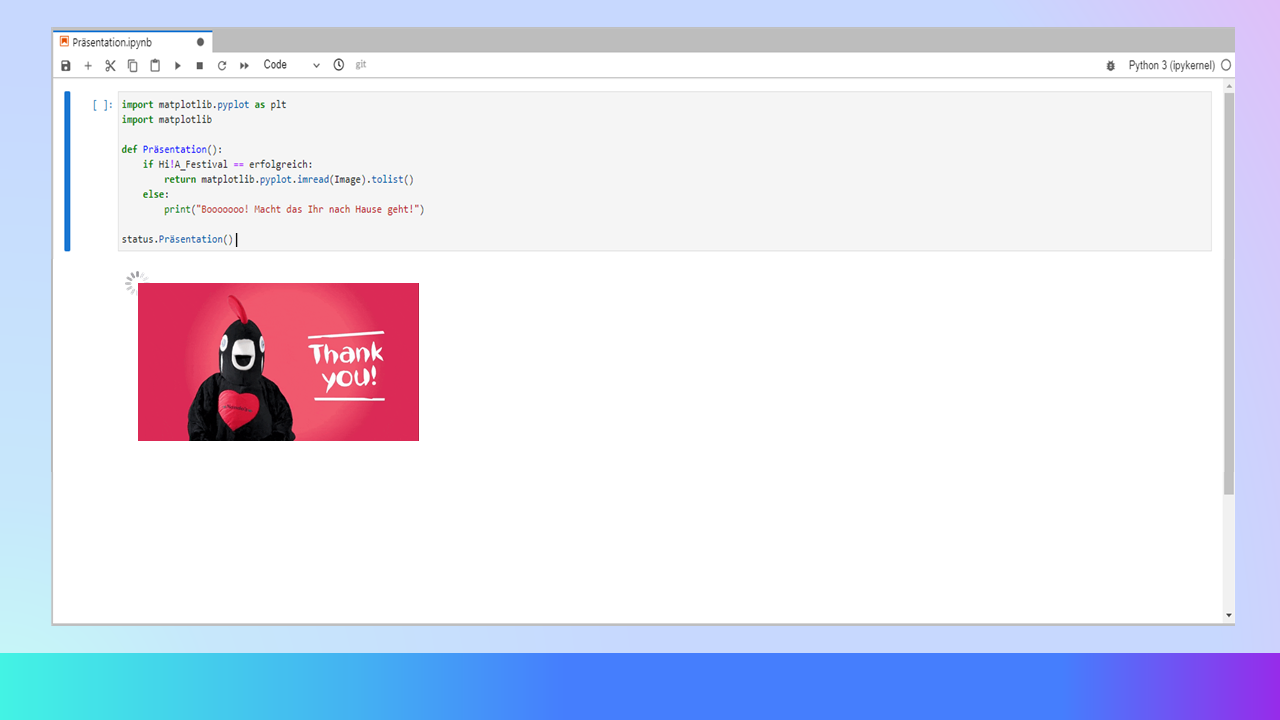 Präsentation.ipynb
Code
git
Python 3 (ipykernel)
[ ]:
import matplotlib.pyplot as plt
import matplotlib
def Präsentation():
if Hi!A_Festival == erfolgreich:
return matplotlib.pyplot.imread(Image).tolist()
else:
print("Booooooo! Macht das Ihr nach Hause geht!")
status.Präsentation()
Thank
you!